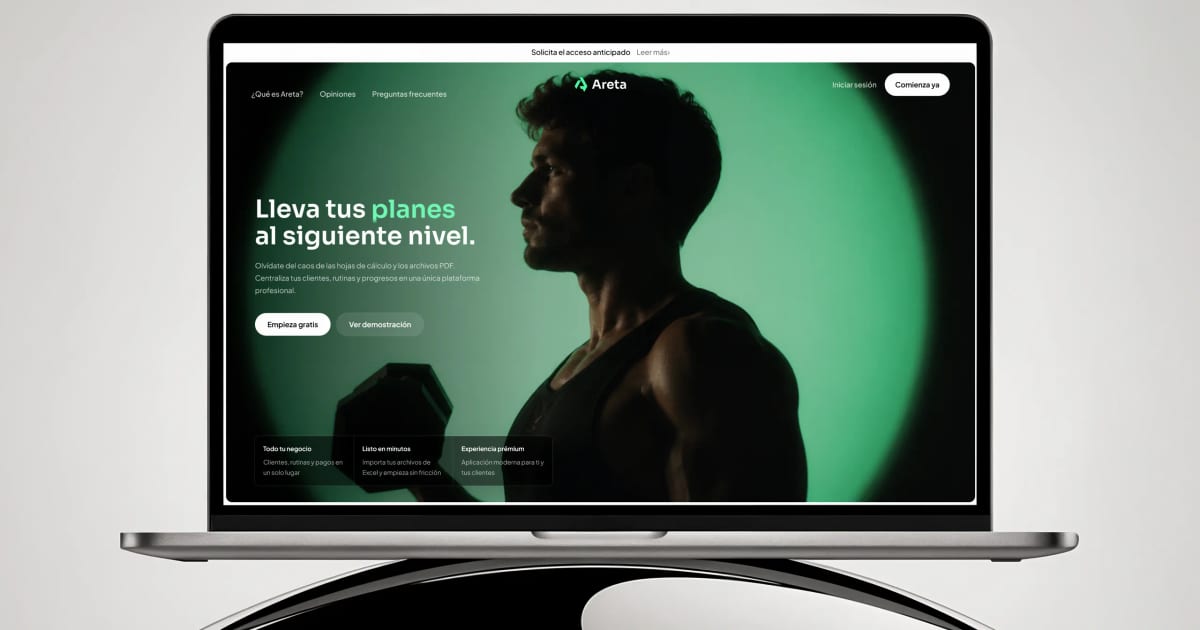 Solicita el acceso anticipado Leer más›
¿Qué es Areta? Opiniones Preguntas frecuentes
Areta
Iniciar sesión Comienza ya
Lleva tus planes
al siguiente nivel.
Olvídate del caos de las hojas de cálculo y los archivos PDF.
Centraliza tus clientes, rutinas y progresos en una única plataforma
profesional.
Empieza gratis Ver demostración
Todo tu negocio
Clientes, rutinas y pagos en
un solo lugar
Listo en minutos
Importa tus archivos de
Excel y empieza sin fricción
Experiencia prémium
Aplicación moderna para ti y
tus clientes